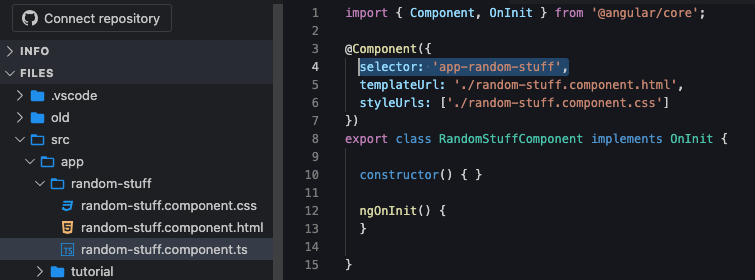 Connect repository
INFO
FILES
.vscode
old
src
app
random-stuff
random-stuff.component.css
random-stuff.component.html
TS random-stuff.component.ts
tutorial
1 import { Component, OnInit } from '@angular/core';
2
3 @Component({
4 selector: 'app-random-stuff',
5 templateUrl: './random-stuff.component.html',
6 styleUrls: ['./random-stuff.component.css']
7 })
8 export class RandomStuffComponent implements OnInit {
9
10 constructor() { }
11
12 ngOnInit() {
13 }
14
15 }